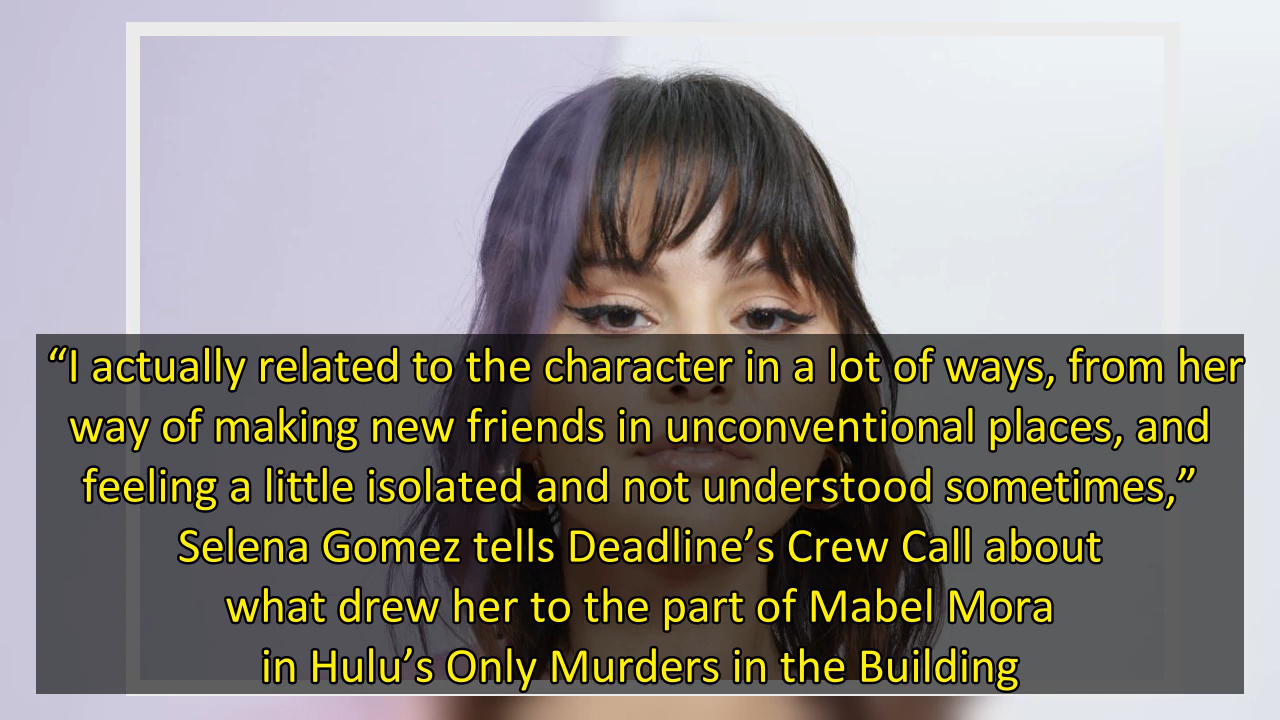 “I actually related to the character in a lot of ways, from her
way of making new friends in unconventional places, and
feeling a little isolated and not understood sometimes,”
Selena Gomez tells Deadline’s Crew Call about
what drew her to the part of Mabel Mora
in Hulu’s Only Murders in the Building